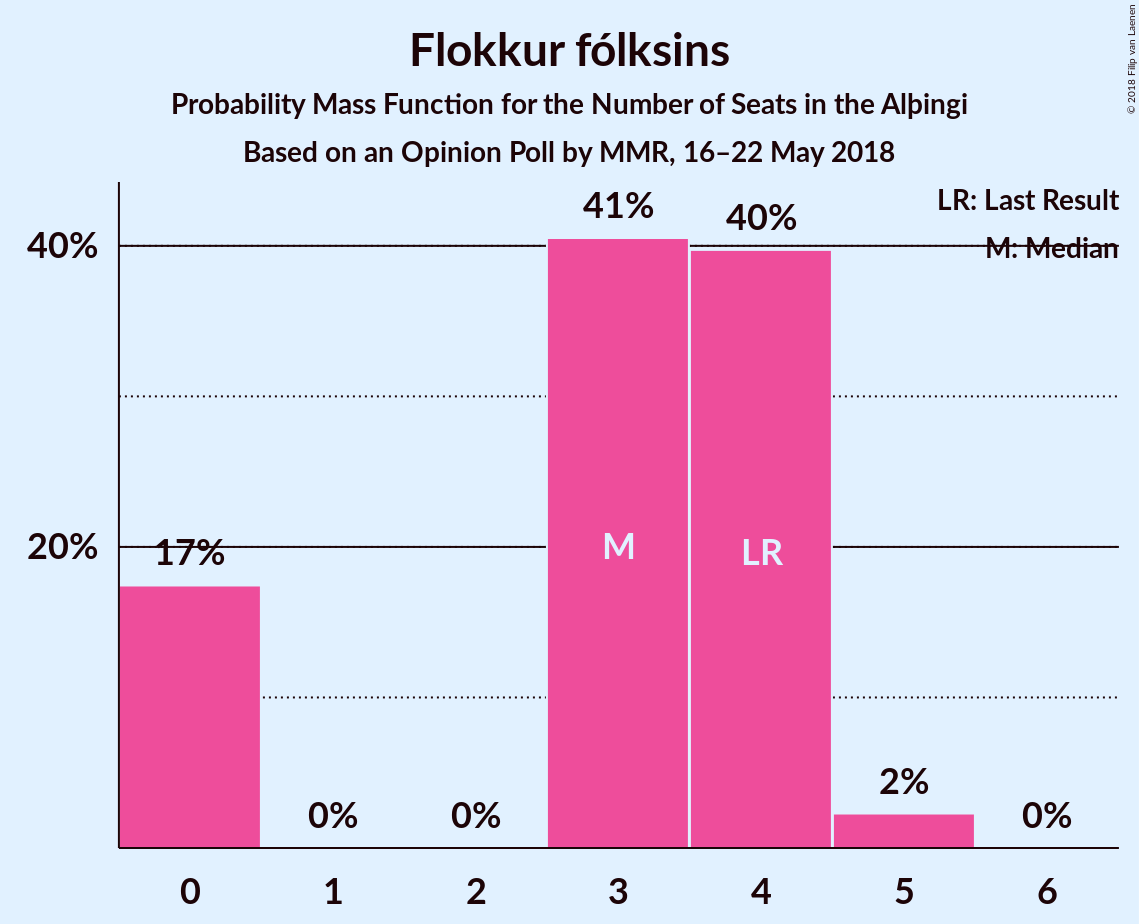 Flokkur fólksins
Probability Mass Function for the Number of Seats in the Alþingi
Based on an Opinion Poll by MMR, 16–22 May 2018
© 2018 Filip van Laenen
LR: Last Result
M: Median
40%
20%
41%
40%
17%
0%
0%
2%
0%
M
LR
0 1 2 3 4 5 6